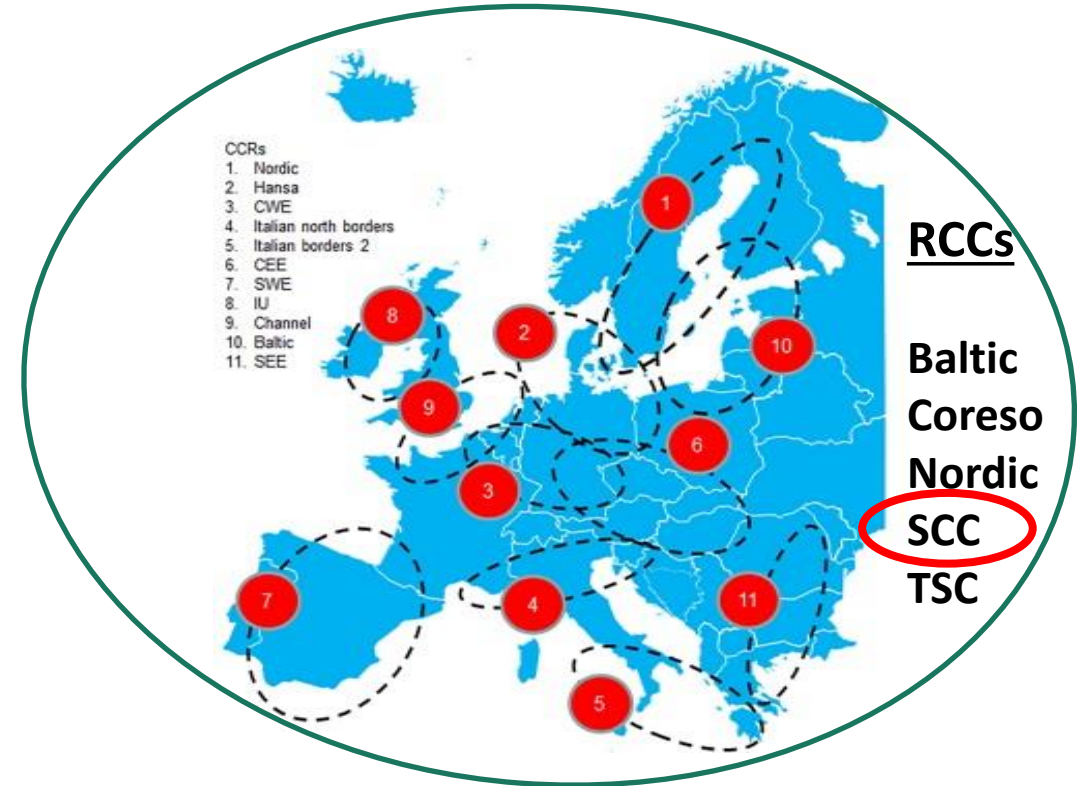 CCRs
1. Nordic
2. Hansa
3. CWE
4. Italian north borders
5. Italian borders 2
6. CEE
7. SWE
8. IU
9. Channel
10. Baltic
11. SEE
1
2
8
10
9
6
3
7
4
11
5
RCCs
Baltic
Coreso
Nordic
SCC
TSC